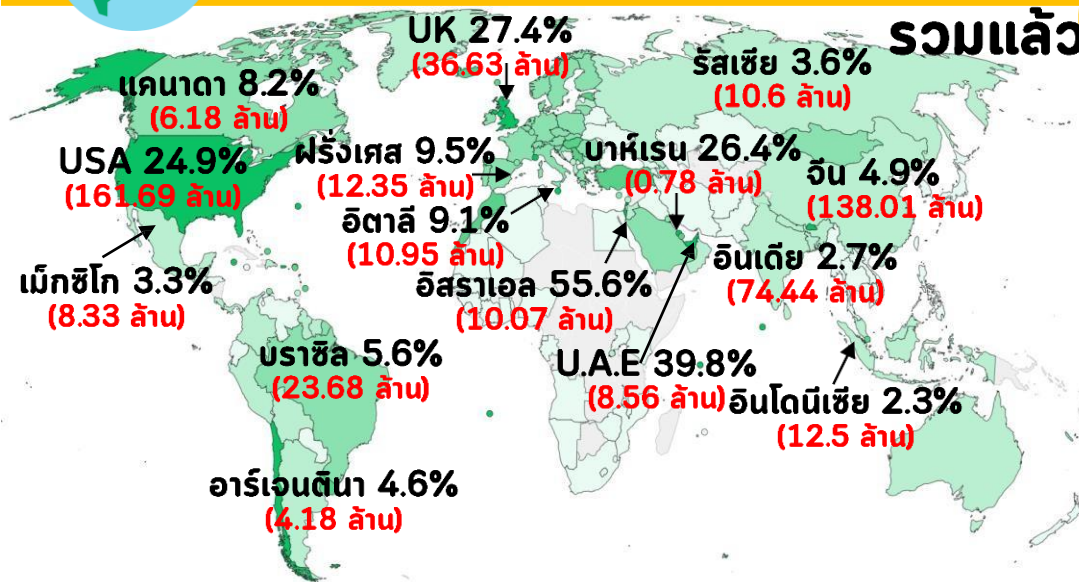 รวมแล้ว
UK 27.4%
(36.63 ล้าน)
รัสเซีย 3.6%
(10.6 ล้าน)
แคนาดา 8.2%
(6.18 ล้าน)
USA 24.9%
(161.69 ล้าน)
ฝรั่งเศส 9.5%
(12.35 ล้าน)
บาห์เรน 26.4%
(0.78 ล้าน)
จีน 4.9%
(138.01 ล้าน)
อิตาลี 9.1%
(10.95 ล้าน)
เม็กซิโก 3.3%
(8.33 ล้าน)
อิสราเอล 55.6%
(10.07 ล้าน)
อินเดีย 2.7%
(74.44 ล้าน)
บราซิล 5.6%
(23.68 ล้าน)
U.A.E 39.8%
(8.56 ล้าน)
อินโดนีเซีย 2.3%
(12.5 ล้าน)
อาร์เจนตินา 4.6%
(4.18 ล้าน)